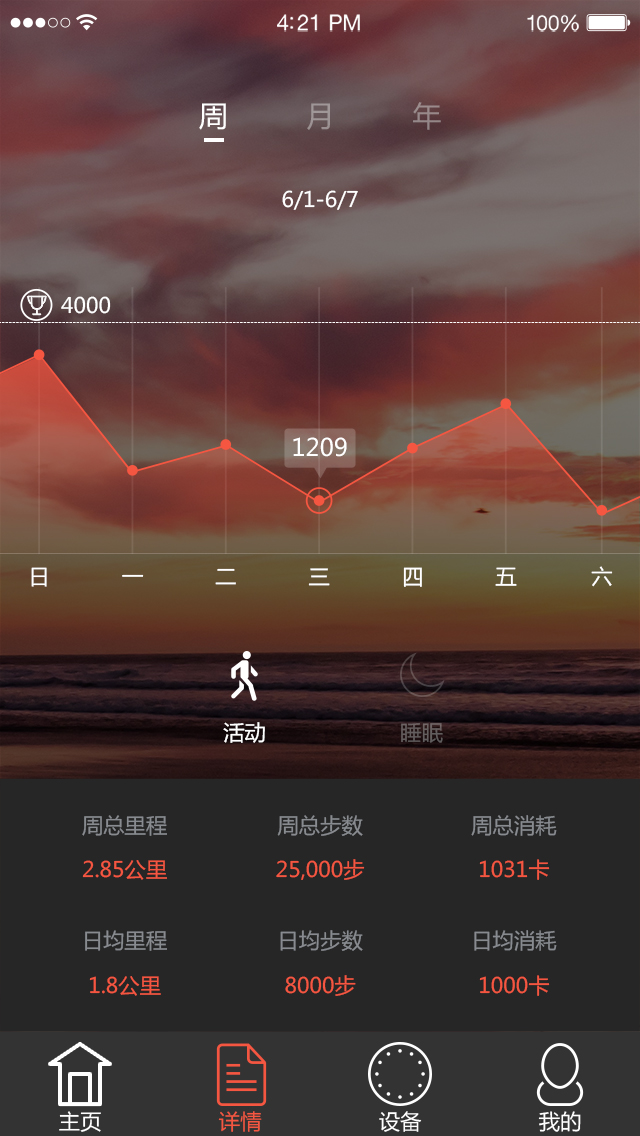 4:21 PM 100%
周 月 年
6/1-6/7
4000
1209
日 一 二 三 四 五 六
活动 睡眠
周总里程 周总步数 周总消耗
2.85公里 25,000步 1031卡
日均里程 日均步数 日均消耗
1.8公里 8000步 1000卡
主页 详情 设备 我的